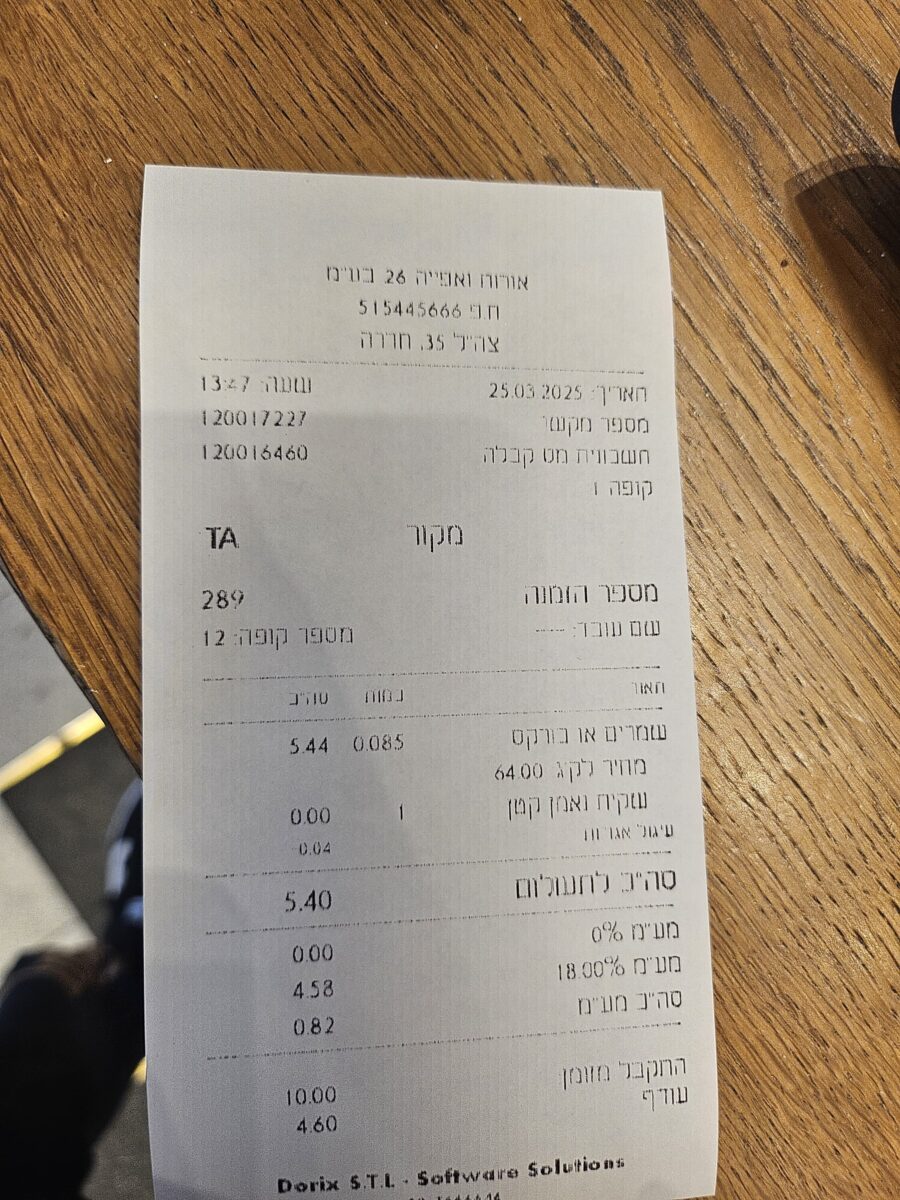 אורות ואפייה 26 בע"מ
ח.פ 515445666
צה"ל 35, חדרה
תאריך: 25.03.2025 שעה: 13:47
מספר מקשר 120017227
חשבונית מס קבלה 120016460
קופה 1
מקור TA
מספר הזמנה 289
שם עובד: ---- מספר קופה: 12
תאור כמות סה"כ
שמרים או בורקס 0.085 5.44
מחיר לק"ג 64.00
שקית נאמן קטן 1 0.00
עיגול אגורות -0.04
סה"כ לתשלום 5.40
מע"מ 0% 0.00
מע"מ 18.00% 4.58
סה"כ מע"מ 0.82
התקבל מזומן 10.00
עודף 4.60
Dorix S.T.L - Software Solutions